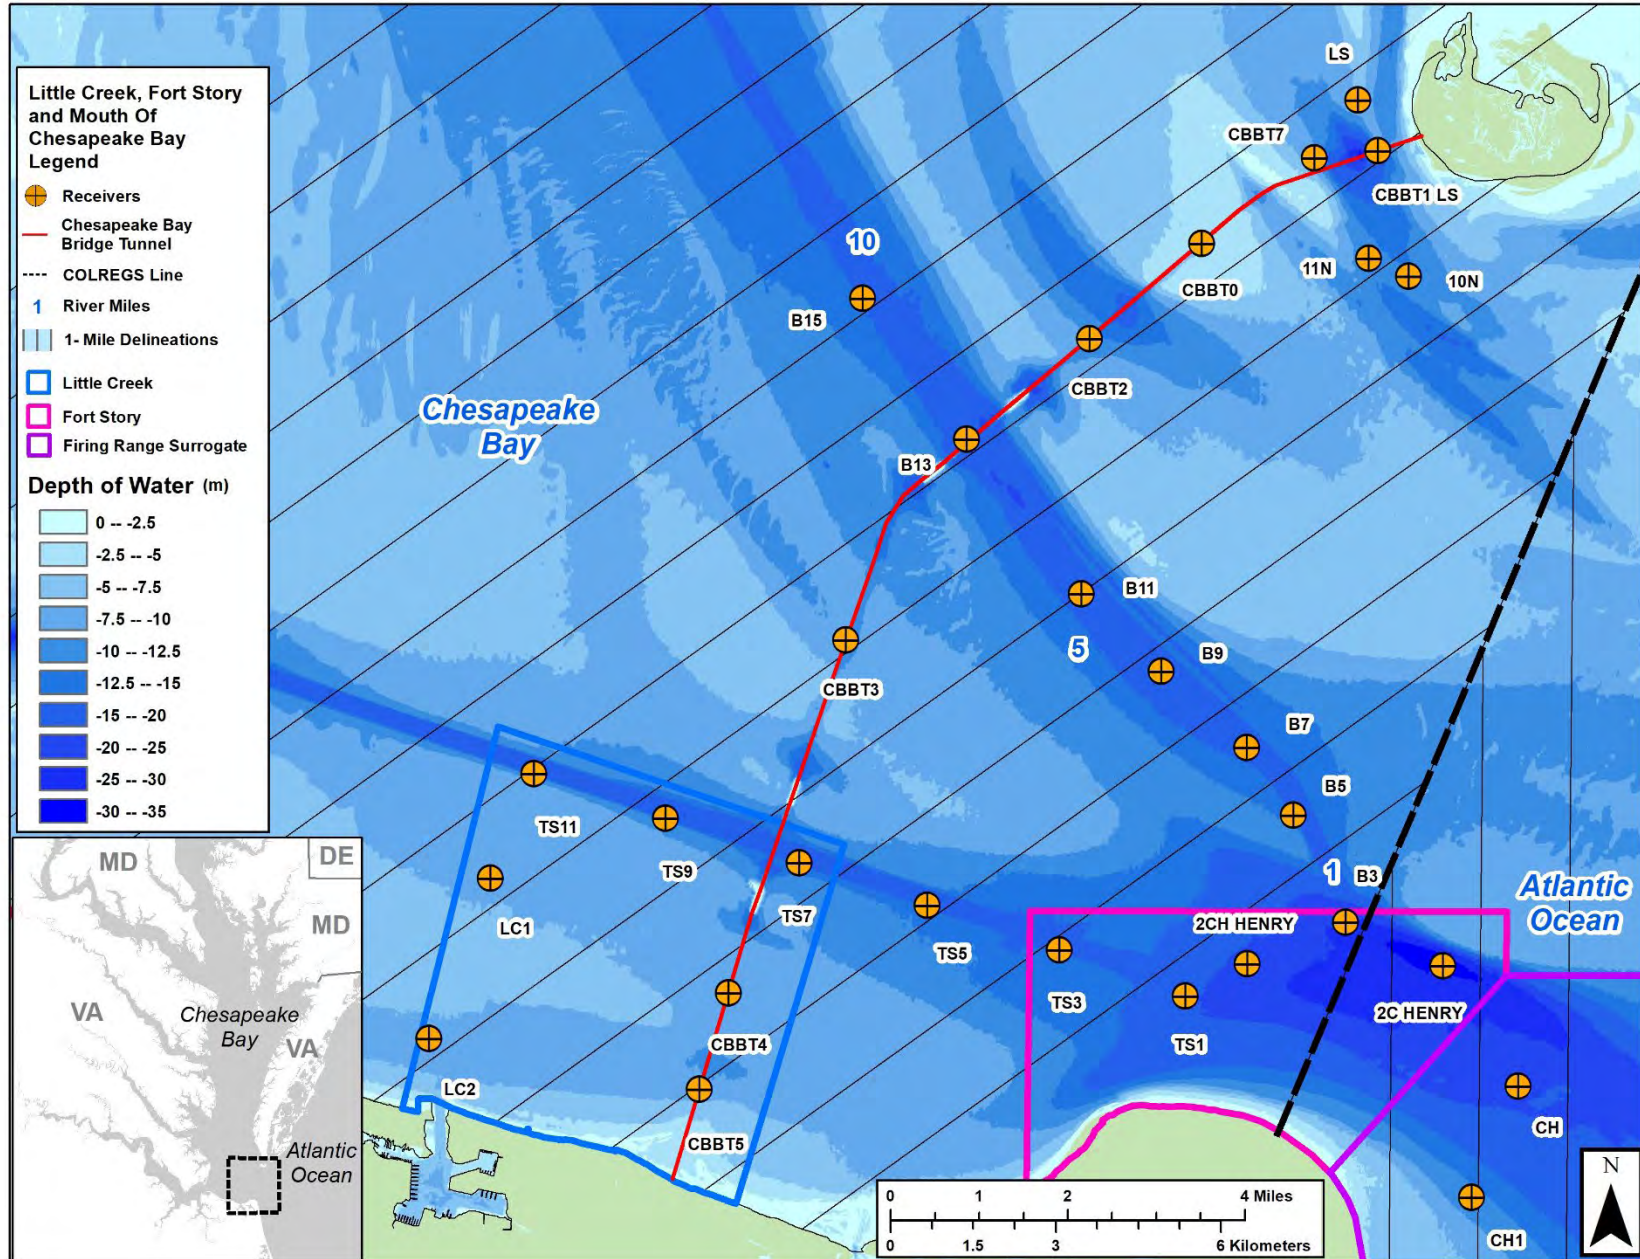 Little Creek, Fort Story
and Mouth Of
Chesapeake Bay
Legend
Receivers
Chesapeake Bay
Bridge Tunnel
COLREGS Line
1 River Miles
1- Mile Delineations
Little Creek
Fort Story
Firing Range Surrogate
Depth of Water (m)
0 -- -2.5
-2.5 -- -5
-5 -- -7.5
-7.5 -- -10
-10 -- -12.5
-12.5 -- -15
-15 -- -20
-20 -- -25
-25 -- -30
-30 -- -35
LS
CBBT7
CBBT1 LS
11N
10N
CBBT0
10
B15
CBBT2
Chesapeake
Bay
B13
B11
5
B9
CBBT3
B7
B5
TS11
TS9
1
B3
Atlantic
Ocean
TS7
2CH HENRY
LC1
TS5
TS3
2C HENRY
TS1
CBBT4
LC2
CH
CBBT5
CH1
MD
DE
MD
VA
Chesapeake
Bay
VA
Atlantic
Ocean
0 1 2 4 Miles
0 1.5 3 6 Kilometers
N